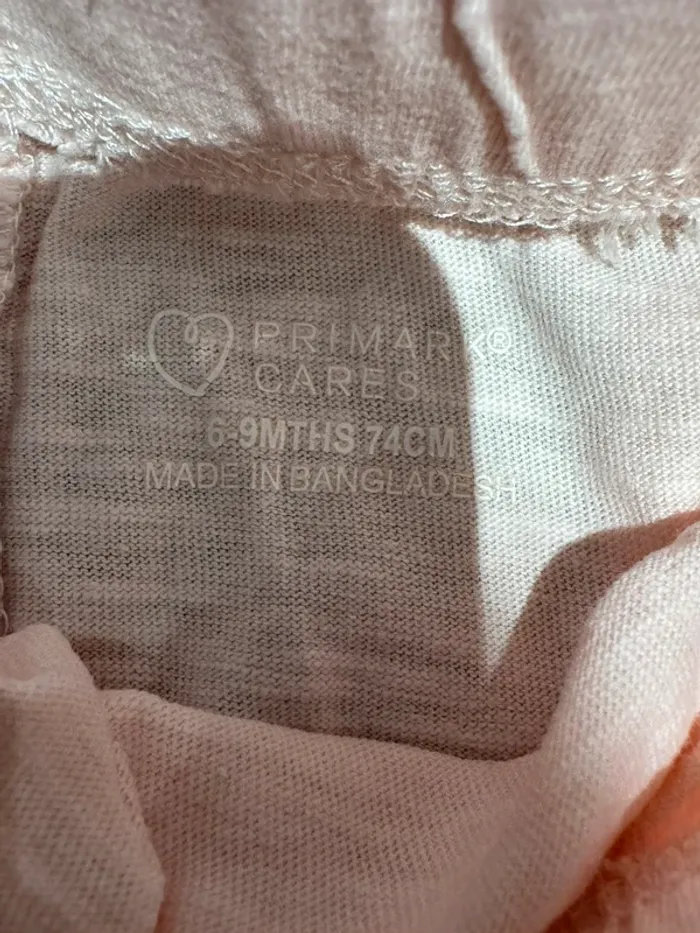 PRIMARK®
CARES
6-9MTHS 74CM
MADE IN BANGLADESH